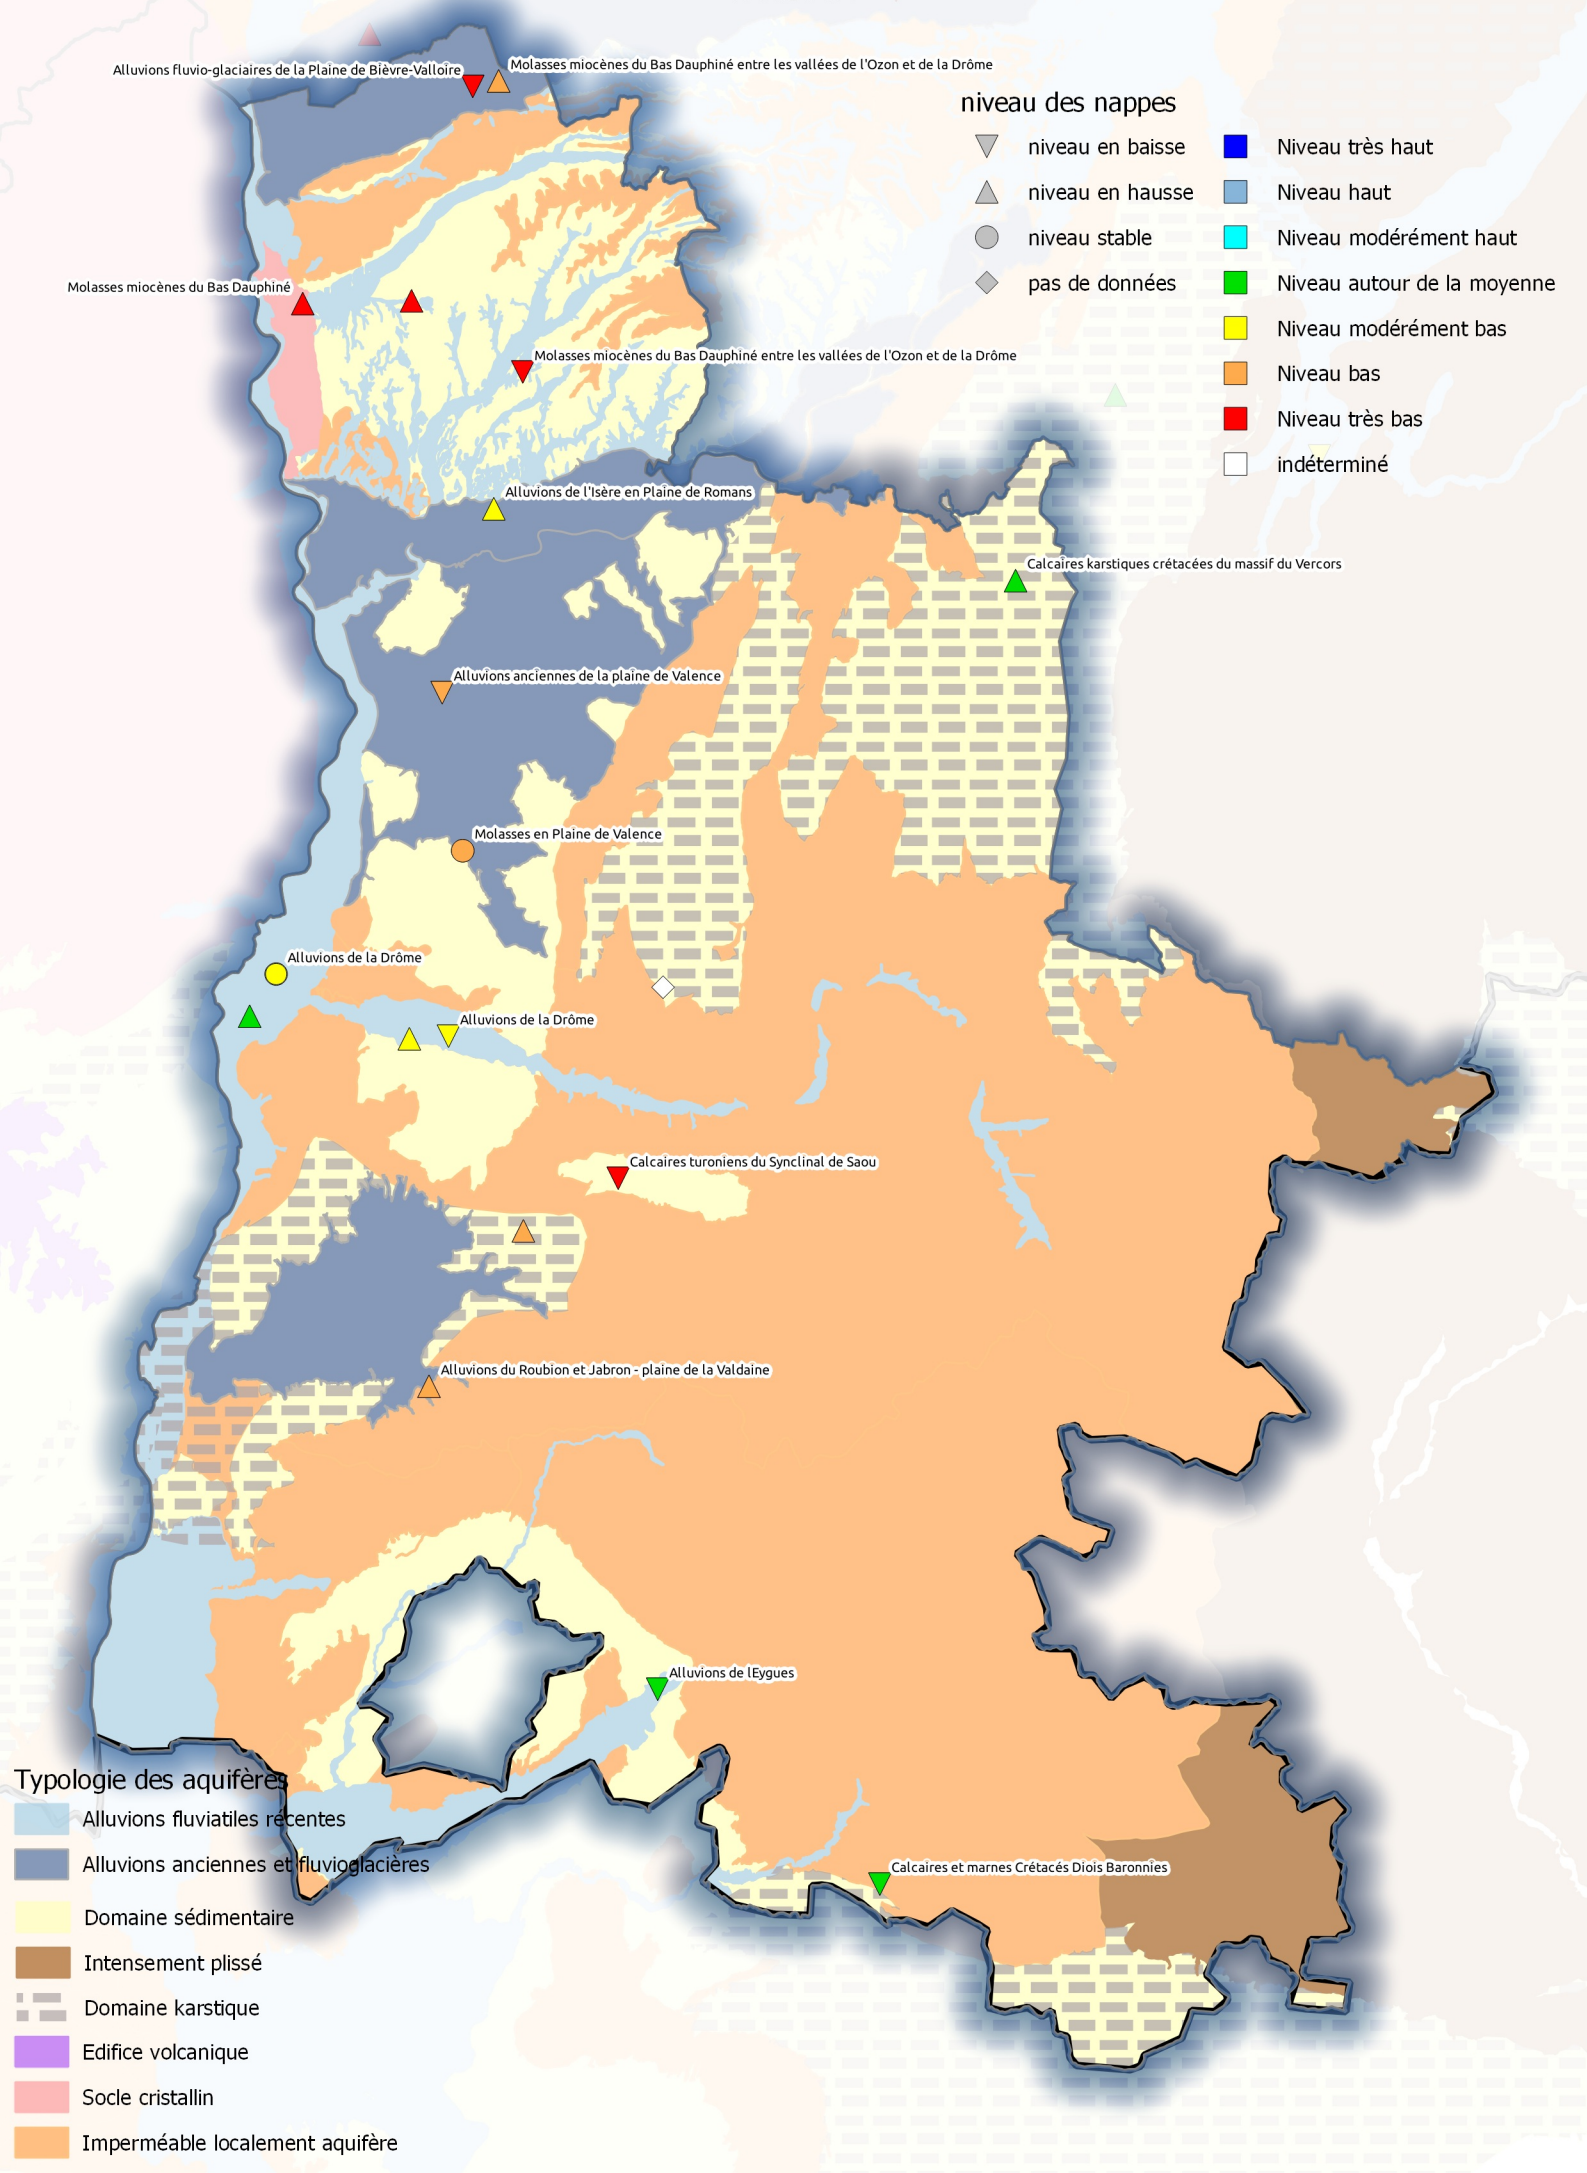 Alluvions fluvio-glaciaires de la Plaine de Bièvre-Valloire
Molasses miocènes du Bas Dauphiné entre les vallées de l'Ozon et de la Drôme
niveau des nappes
niveau en baisse
niveau en hausse
niveau stable
pas de données
Niveau très haut
Niveau haut
Niveau modérément haut
Niveau autour de la moyenne
Niveau modérément bas
Niveau bas
Niveau très bas
indéterminé
Molasses miocènes du Bas Dauphiné
Molasses miocènes du Bas Dauphiné entre les vallées de l'Ozon et de la Drôme
Alluvions de l'Isère en Plaine de Romans
Calcaires karstiques crétacées du massif du Vercors
Alluvions anciennes de la plaine de Valence
Molasses en Plaine de Valence
Alluvions de la Drôme
Alluvions de la Drôme
Calcaires turoniens du Synclinal de Saou
Alluvions du Roubion et Jabron - plaine de la Valdaine
Alluvions de lEygues
Calcaires et marnes Crétacés Diois Baronnies
Typologie des aquifères
Alluvions fluviatiles récentes
Alluvions anciennes et fluvioglacières
Domaine sédimentaire
Intensement plissé
Domaine karstique
Edifice volcanique
Socle cristallin
Imperméable localement aquifère